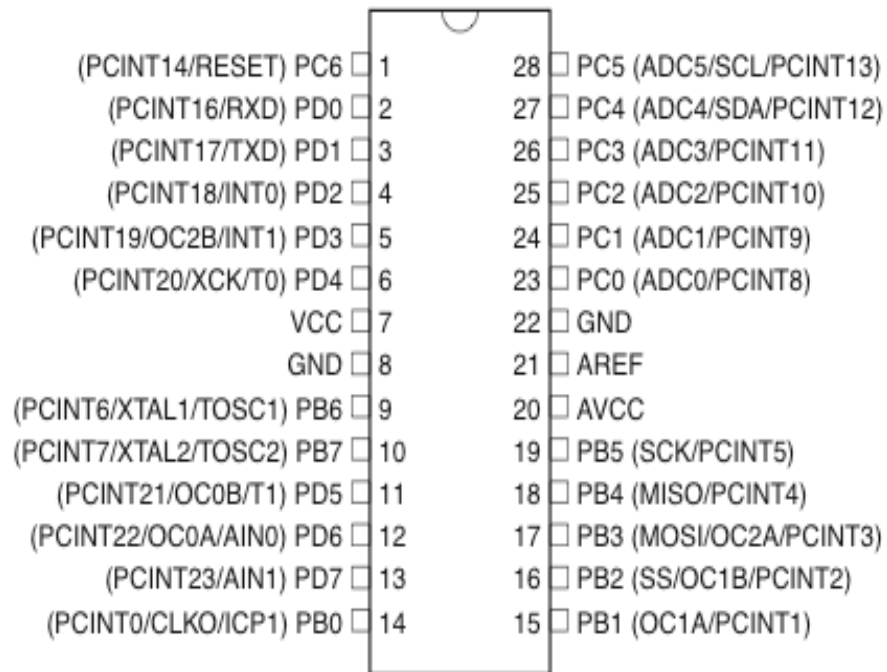 (PCINT14/RESET) PC6 1 28 PC5 (ADC5/SCL/PCINT13)
(PCINT16/RXD) PD0 2 27 PC4 (ADC4/SDA/PCINT12)
(PCINT17/TXD) PD1 3 26 PC3 (ADC3/PCINT11)
(PCINT18/INT0) PD2 4 25 PC2 (ADC2/PCINT10)
(PCINT19/OC2B/INT1) PD3 5 24 PC1 (ADC1/PCINT9)
(PCINT20/XCK/T0) PD4 6 23 PC0 (ADC0/PCINT8)
VCC 7 22 GND
GND 8 21 AREF
(PCINT6/XTAL1/TOSC1) PB6 9 20 AVCC
(PCINT7/XTAL2/TOSC2) PB7 10 19 PB5 (SCK/PCINT5)
(PCINT21/OC0B/T1) PD5 11 18 PB4 (MISO/PCINT4)
(PCINT22/OC0A/AIN0) PD6 12 17 PB3 (MOSI/OC2A/PCINT3)
(PCINT23/AIN1) PD7 13 16 PB2 (SS/OC1B/PCINT2)
(PCINT0/CLKO/ICP1) PB0 14 15 PB1 (OC1A/PCINT1)